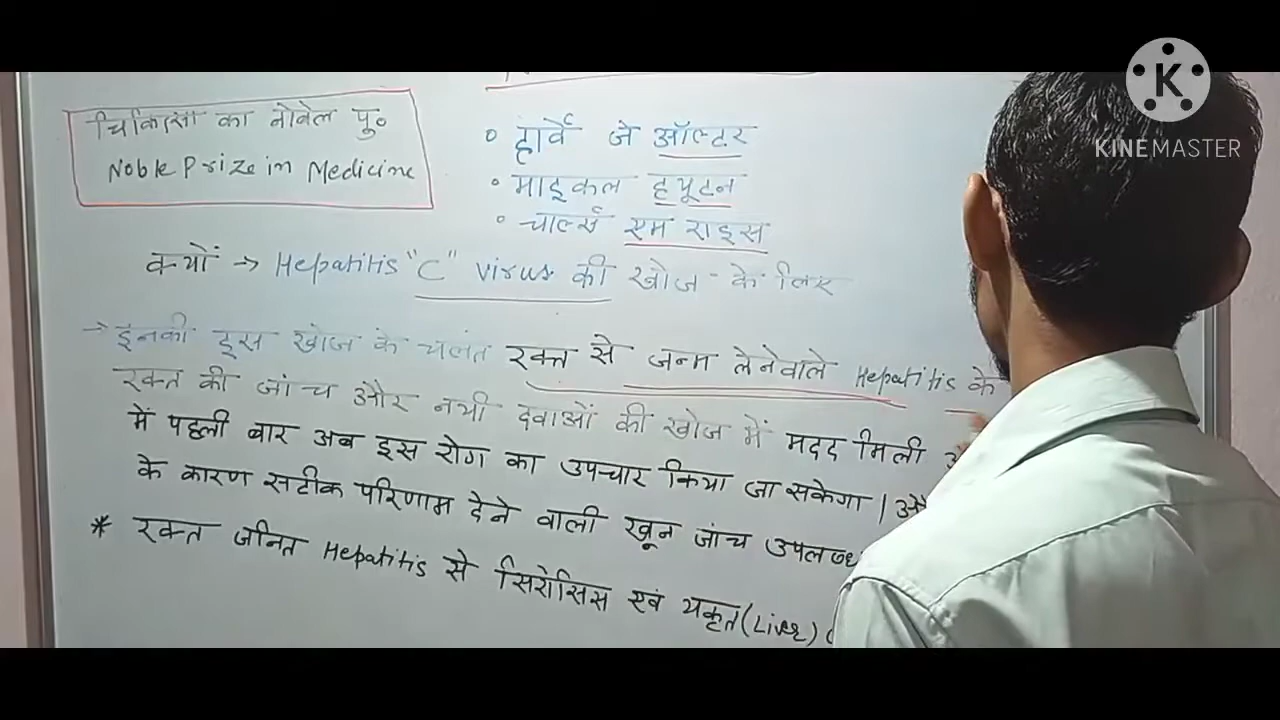 चिकित्सा का नोवेल पु०
Noble Prize in Medicine
हार्वे जे ऑल्टर
माइकल ह्यूटन
चार्ल्स एम राइस
क्यों → Hepatitis "C" virus की खोज के लिए
→ इनकी इस खोज के चलते रक्त से जन्म लेनेवाले Hepatitis के
रक्त की जांच और नयी दवाओं की खोज में मदद मिली
में पहली बार अब इस रोग का उपचार किया जा सकेगा |
के कारण सटीक परिणाम देने वाली खून जांच
* रक्त जनित Hepatitis से सिरोसिस एवं यकृत (Liver)
K
KINEMASTER